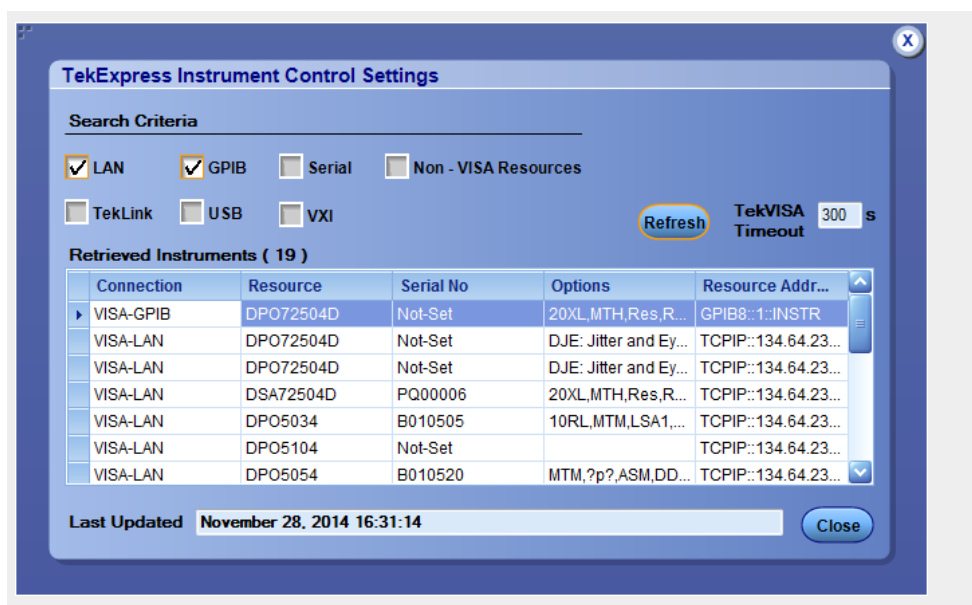 X
TekExpress Instrument Control Settings
Search Criteria
LAN GPIB Serial Non - VISA Resources
TekLink USB VXI Refresh TekVISA Timeout 300 s
Retrieved Instruments ( 19 )
Connection Resource Serial No Options Resource Addr...
VISA-GPIB DPO72504D Not-Set 20XL,MTH,Res,R... GPIB8::1::INSTR
VISA-LAN DPO72504D Not-Set DJE: Jitter and Ey... TCPIP::134.64.23...
VISA-LAN DPO72504D Not-Set DJE: Jitter and Ey... TCPIP::134.64.23...
VISA-LAN DSA72504D PQ00006 20XL,MTH,Res,R... TCPIP::134.64.23...
VISA-LAN DPO5034 B010505 10RL,MTM,LSA1,... TCPIP::134.64.23...
VISA-LAN DPO5104 Not-Set TCPIP::134.64.23...
VISA-LAN DPO5054 B010520 MTM,?p?,ASM,DD... TCPIP::134.64.23...
Last Updated November 28, 2014 16:31:14 Close